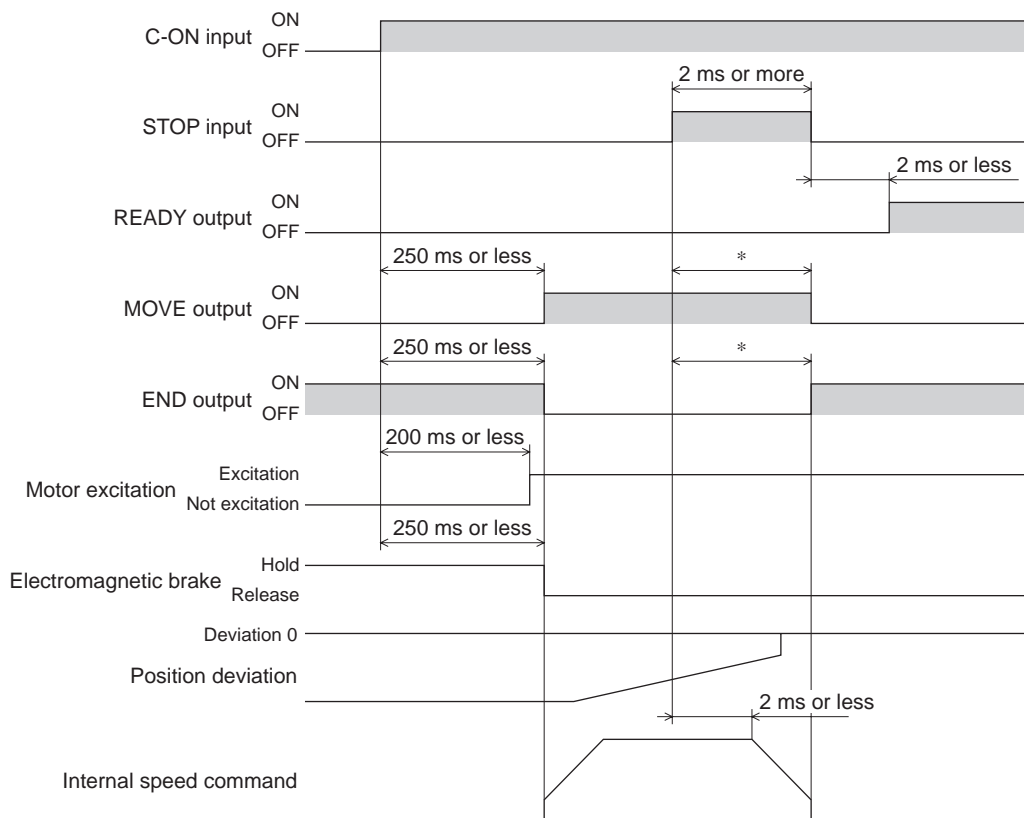 C-ON input
ON
OFF
2 ms or more
STOP input
ON
OFF
2 ms or less
READY output
ON
OFF
250 ms or less
*
MOVE output
ON
OFF
250 ms or less
*
END output
ON
OFF
200 ms or less
Motor excitation
Excitation
Not excitation
250 ms or less
Electromagnetic brake
Hold
Release
Deviation 0
Position deviation
2 ms or less
Internal speed command